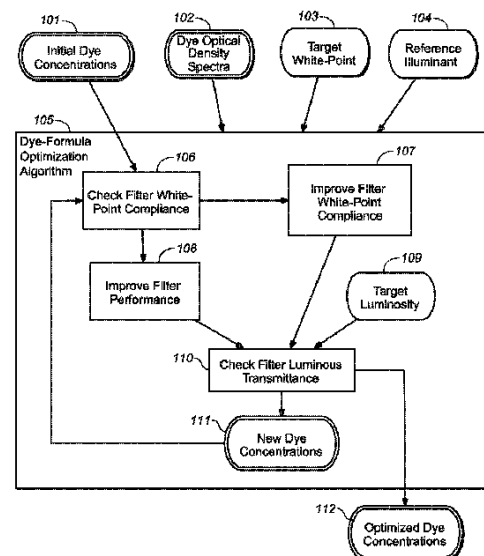 101
102
103
104
Initial Dye
Concentrations
Dye Optical
Density
Spectra
Target
White-Point
Reference
Illuminant
105
Dye-Formula
Optimization
Algorithm
106
107
Check Filter White-
Point Compliance
Improve Filter
White-Point
Compliance
108
109
Improve Filter
Performance
Target
Luminosity
110
Check Filter Luminous
Transmittance
111
New Dye
Concentrations
112
Optimized Dye
Concentrations